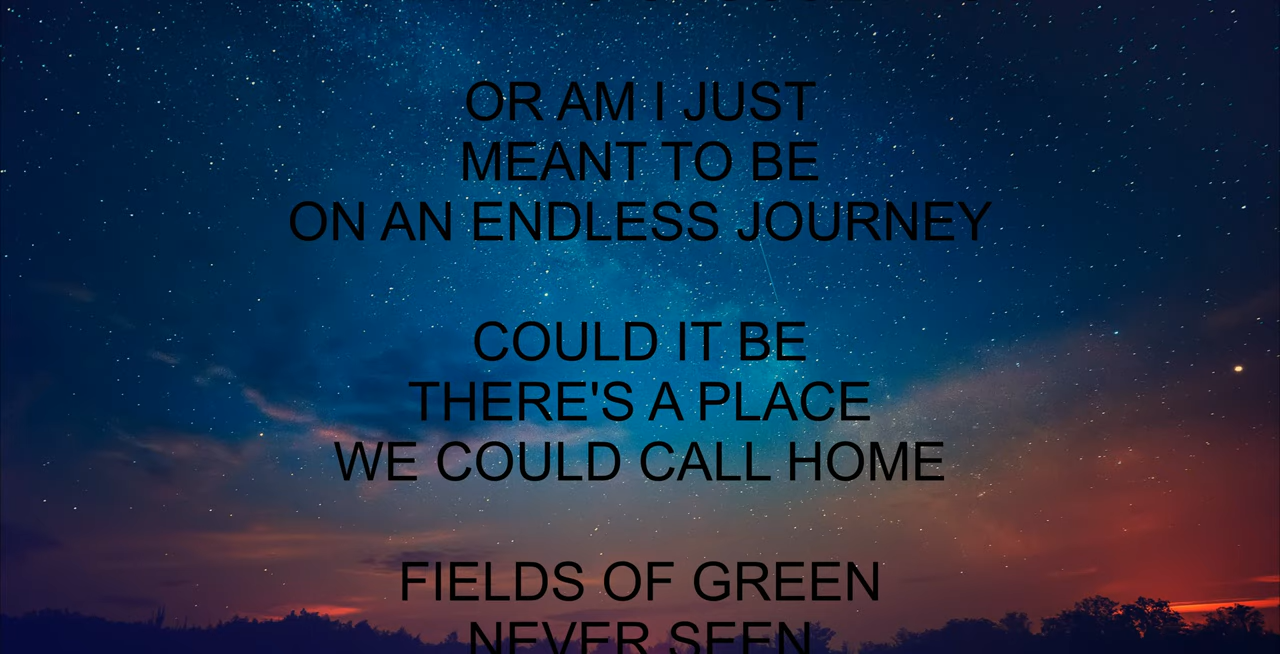 OR AM I JUST
MEANT TO BE
ON AN ENDLESS JOURNEY
COULD IT BE
THERE'S A PLACE
WE COULD CALL HOME
FIELDS OF GREEN
NEVER SEEN